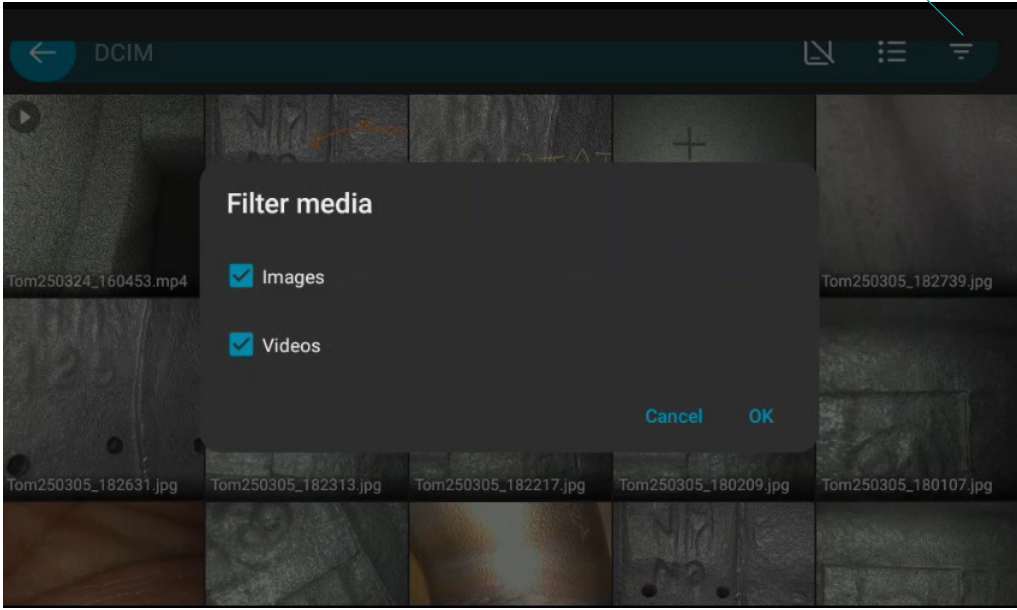 DCIM
Tom250324_160453.mp4
Tom250305_182739.jpg
Filter media
Images
Videos
Cancel OK
Tom250305_182631.jpg Tom250305_182313.jpg Tom250305_182217.jpg Tom250305_180209.jpg Tom250305_180107.jpg